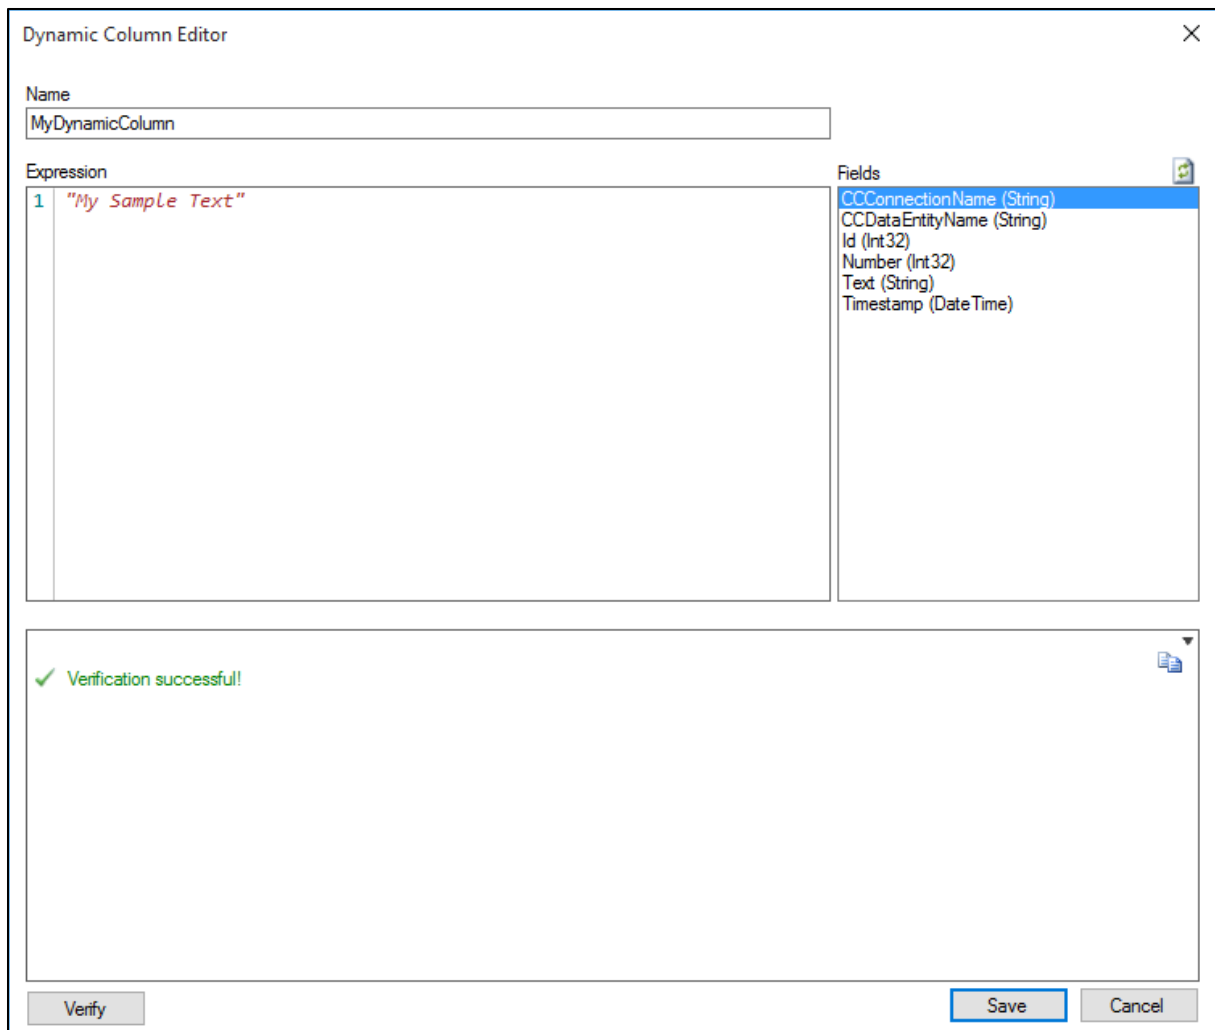 Dynamic Column Editor
Name
MyDynamicColumn
Expression
Fields
1 "My Sample Text"
CCConnectionName (String)
CCDataEntityName (String)
Id (Int32)
Number (Int32)
Text (String)
Timestamp (DateTime)
Verification successful!
Verify
Save
Cancel